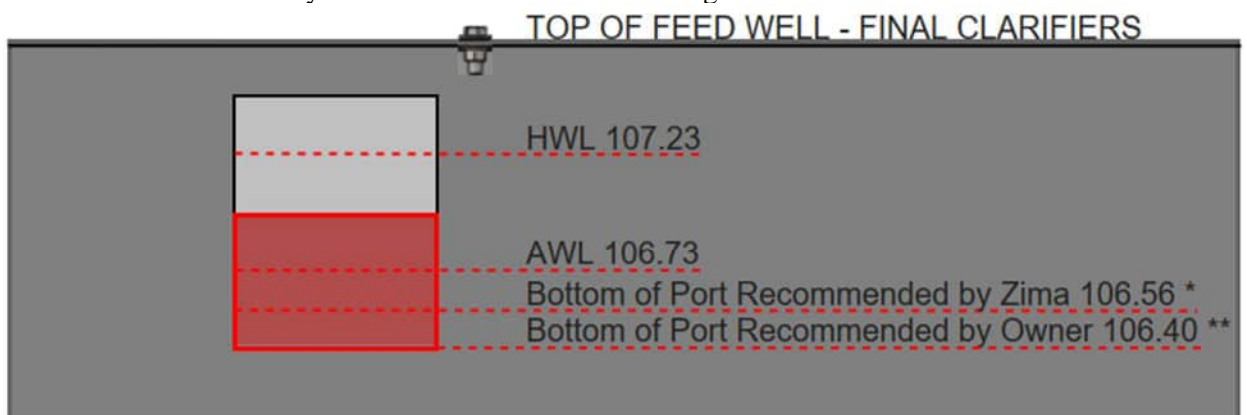 TOP OF FEED WELL - FINAL CLARIFIERS
HWL 107.23
AWL 106.73
Bottom of Port Recommended by Zima 106.56 *
Bottom of Port Recommended by Owner 106.40 **